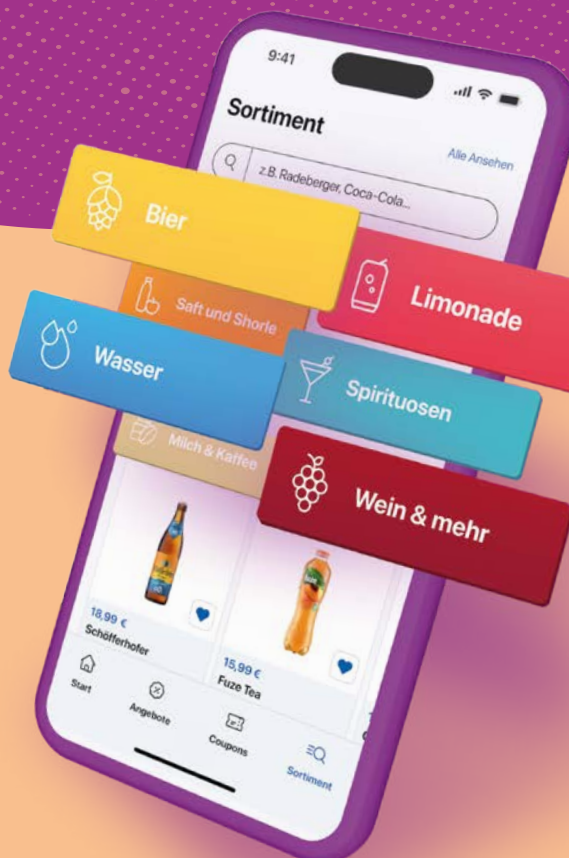 9:41
Sortiment
Alle Ansehen
z.B. Radeberger, Coca-Cola...
Bier
Limonade
Saft und Shorle
Wasser
Spirituosen
Milch & Kaffee
Wein & mehr
18,99 €
Schöfferhofer
15,99 €
Fuze Tea
Start
Angebote
Coupons
Sortiment